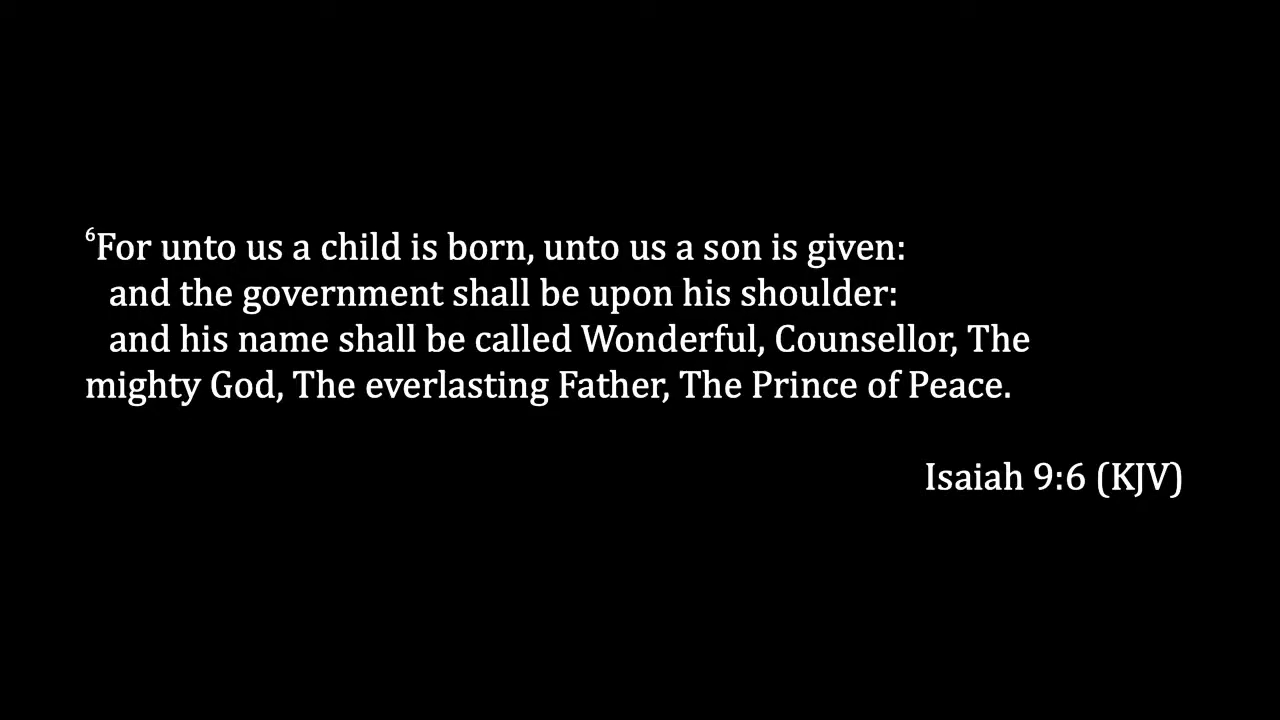 ⁶For unto us a child is born, unto us a son is given:
and the government shall be upon his shoulder:
and his name shall be called Wonderful, Counsellor, The
mighty God, The everlasting Father, The Prince of Peace.
Isaiah 9:6 (KJV)